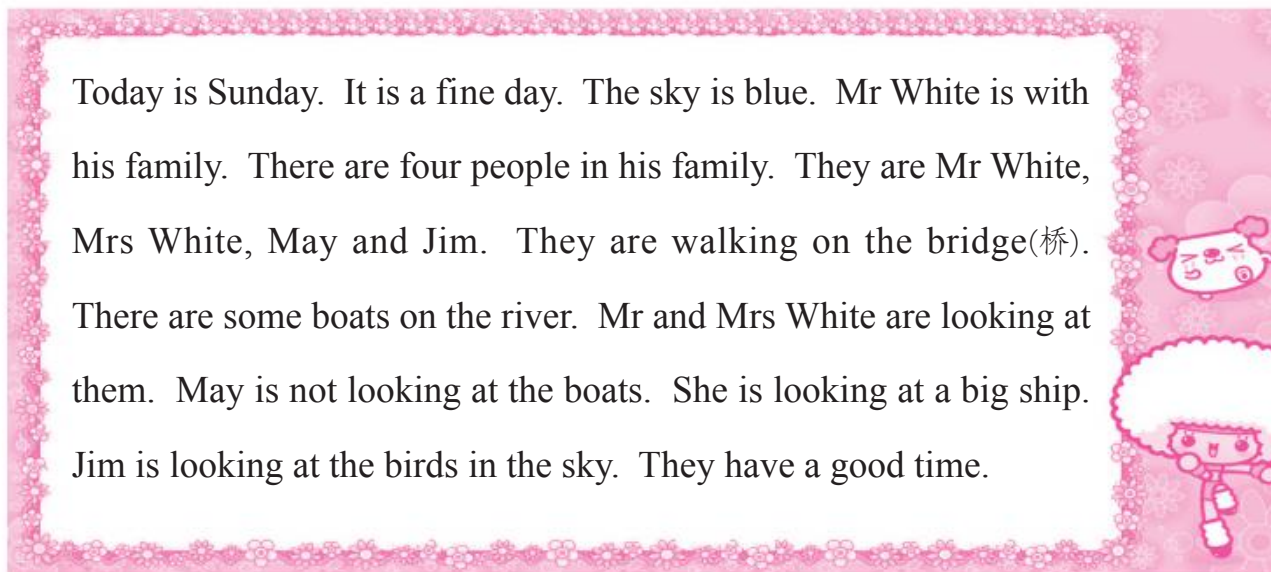 Today is Sunday. It is a fine day. The sky is blue. Mr White is with
his family. There are four people in his family. They are Mr White,
Mrs White, May and Jim. They are walking on the bridge(桥).
There are some boats on the river. Mr and Mrs White are looking at
them. May is not looking at the boats. She is looking at a big ship.
Jim is looking at the birds in the sky. They have a good time.